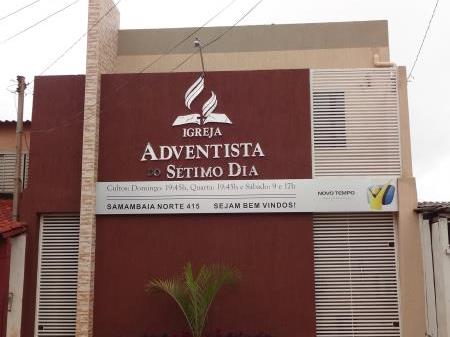 IGREJA
ADVENTISTA
DO SÉTIMO DIA
Cultos: Domingo 19:45h, Quarta: 19:45h e Sábado: 9 e 17h
SAMAMBAIA NORTE 415 SEJAM BEM VINDOS!
NOVO TEMPO